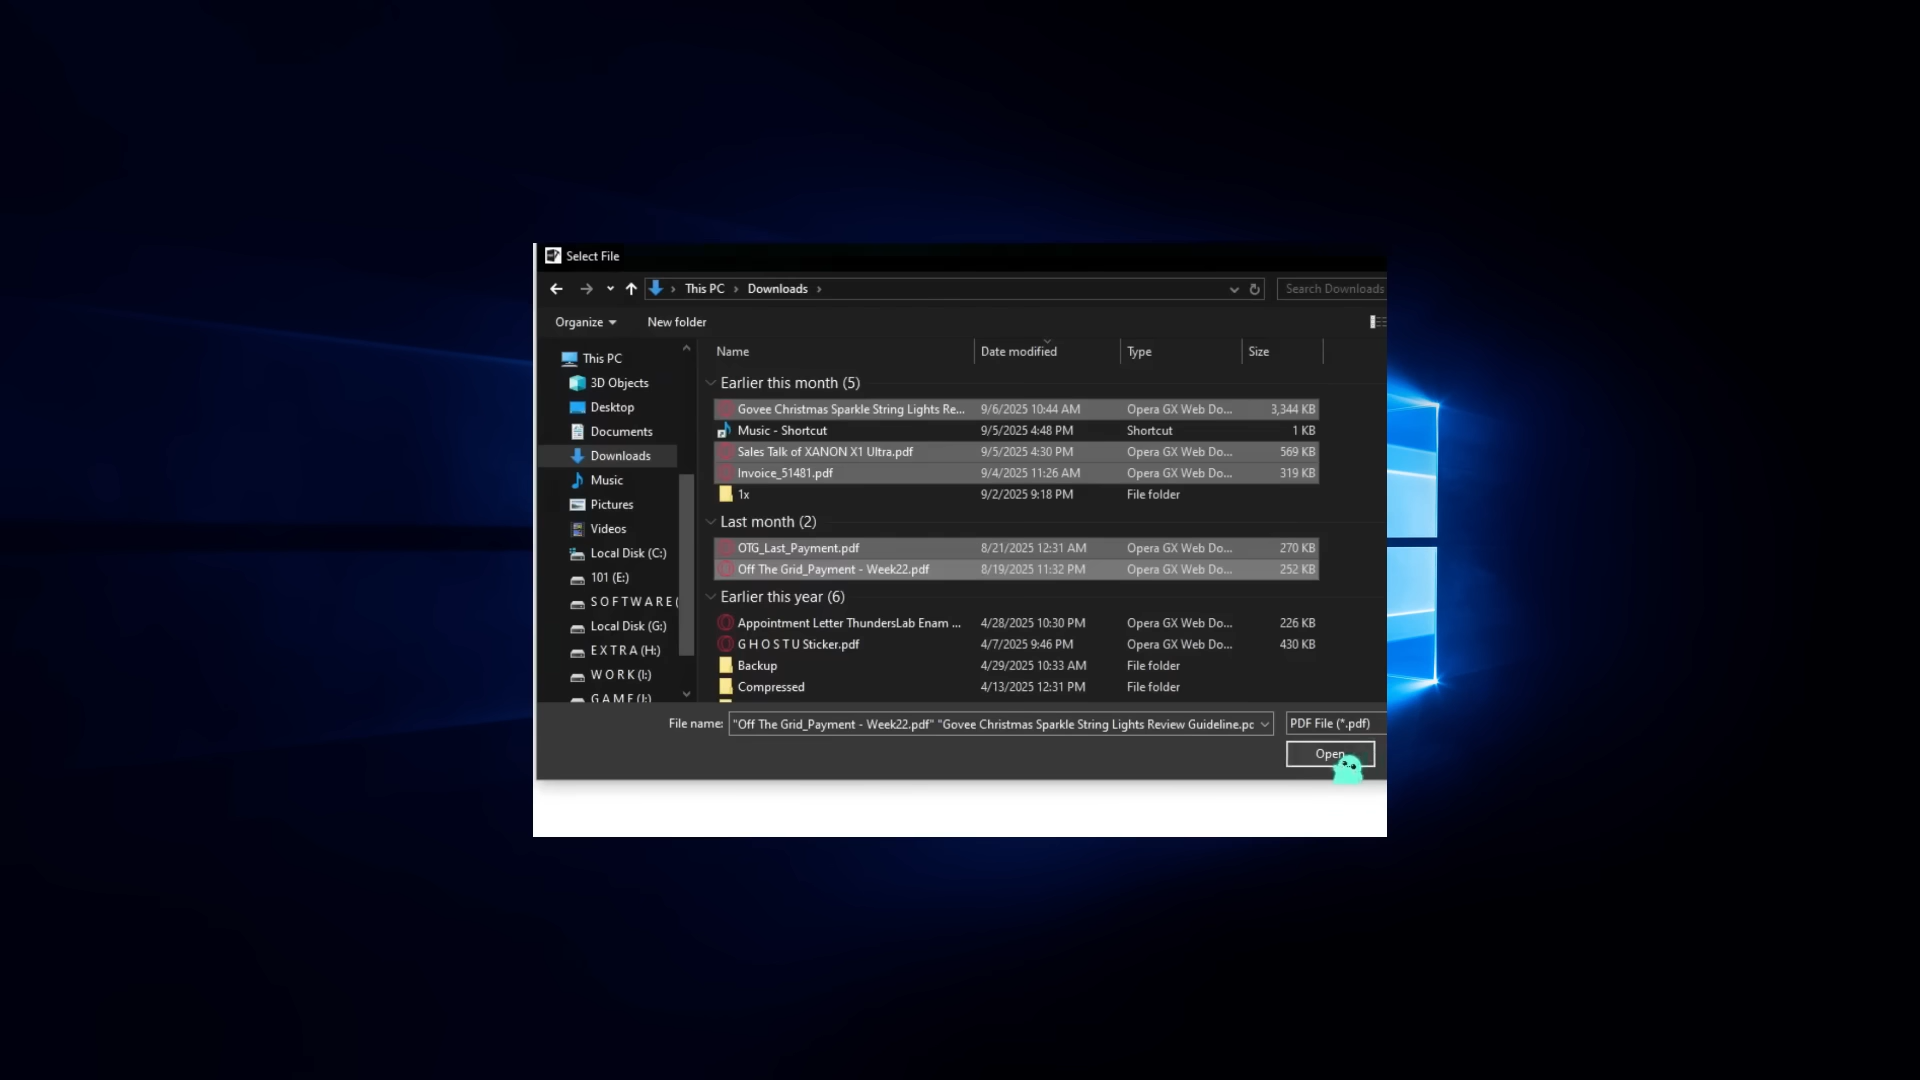 Select File
This PC > Downloads >
Search Downloads
Organize
New folder
This PC
3D Objects
Desktop
Documents
Downloads
Music
Pictures
Videos
Local Disk (C:)
101 (E:)
S O F T W A R E (
Local Disk (G:)
E X T R A (H:)
W O R K (I:)
G A M E (J:)
Name Date modified Type Size
Earlier this month (5)
Govee Christmas Sparkle String Lights Re... 9/6/2025 10:44 AM Opera GX Web Do... 3,344 KB
Music - Shortcut 9/5/2025 4:48 PM Shortcut 1 KB
Sales Talk of XANON X1 Ultra.pdf 9/5/2025 4:30 PM Opera GX Web Do... 569 KB
Invoice_51481.pdf 9/4/2025 11:26 AM Opera GX Web Do... 319 KB
1x 9/2/2025 9:18 PM File folder
Last month (2)
OTG_Last_Payment.pdf 8/21/2025 12:31 AM Opera GX Web Do... 270 KB
Off The Grid_Payment - Week22.pdf 8/19/2025 11:32 PM Opera GX Web Do... 252 KB
Earlier this year (6)
Appointment Letter ThundersLab Enam ... 4/28/2025 10:30 PM Opera GX Web Do... 226 KB
G H O S T U Sticker.pdf 4/7/2025 9:46 PM Opera GX Web Do... 430 KB
Backup 4/29/2025 10:33 AM File folder
Compressed 4/13/2025 12:31 PM File folder
File name: "Off The Grid_Payment - Week22.pdf" "Govee Christmas Sparkle String Lights Review Guideline.pc
PDF File (*.pdf)
Open